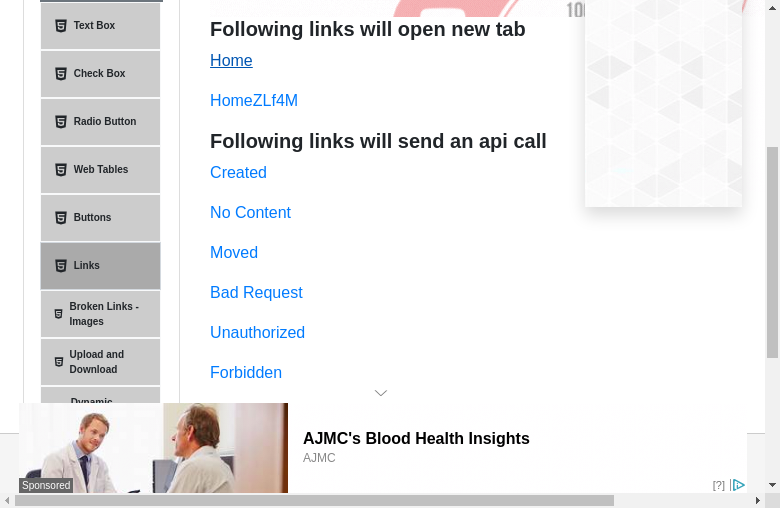 100
Following links will open new tab
Text Box
Home
Check Box
HomeZLf4M
Radio Button
Following links will send an api call
Web Tables
Created
Buttons
No Content
Links
Moved
Broken Links -
Images
Bad Request
Unauthorized
Upload and
Download
Forbidden
Dynamic
AJMC's Blood Health Insights
AJMC
Sponsored
[?]